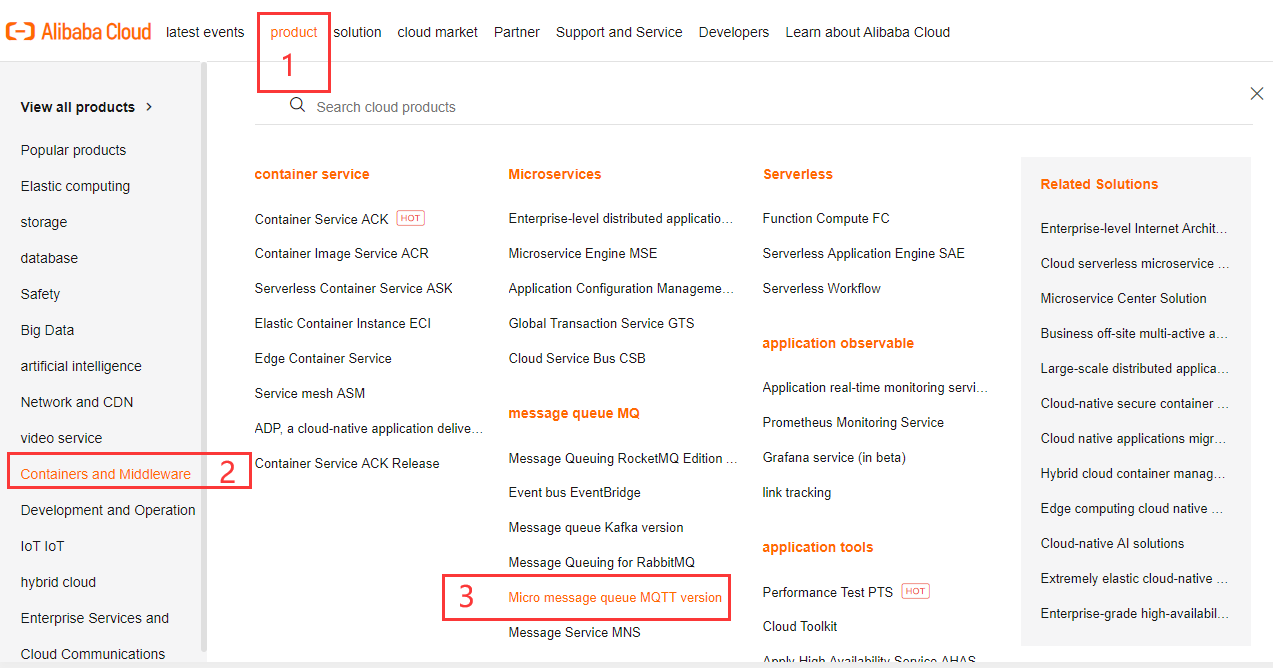 Alibaba Cloud latest events product solution cloud market Partner Support and Service Developers Learn about Alibaba Cloud
1
View all products >
Search cloud products
Popular products
Elastic computing
storage
database
Safety
Big Data
artificial intelligence
Network and CDN
video service
Containers and Middleware 2
Development and Operation
IoT IoT
hybrid cloud
Enterprise Services and
Cloud Communications
container service
Container Service ACK HOT
Container Image Service ACR
Serverless Container Service ASK
Elastic Container Instance ECI
Edge Container Service
Service mesh ASM
ADP, a cloud-native application delive...
Container Service ACK Release
Microservices
Enterprise-level distributed applicatio...
Microservice Engine MSE
Application Configuration Manageme...
Global Transaction Service GTS
Cloud Service Bus CSB
message queue MQ
Message Queuing RocketMQ Edition ...
Event bus EventBridge
Message queue Kafka version
Message Queuing for RabbitMQ
3 Micro message queue MQTT version
Message Service MNS
Serverless
Function Compute FC
Serverless Application Engine SAE
Serverless Workflow
application observable
Application real-time monitoring servi...
Prometheus Monitoring Service
Grafana service (in beta)
link tracking
application tools
Performance Test PTS HOT
Cloud Toolkit
Apply High Availability Service AHAS
Related Solutions
Enterprise-level Internet Archit...
Cloud serverless microservice ...
Microservice Center Solution
Business off-site multi-active a...
Large-scale distributed applica...
Cloud-native secure container ...
Cloud native applications migr...
Hybrid cloud container manag...
Edge computing cloud native ...
Cloud-native AI solutions
Extremely elastic cloud-native ...
Enterprise-grade high-availabil...